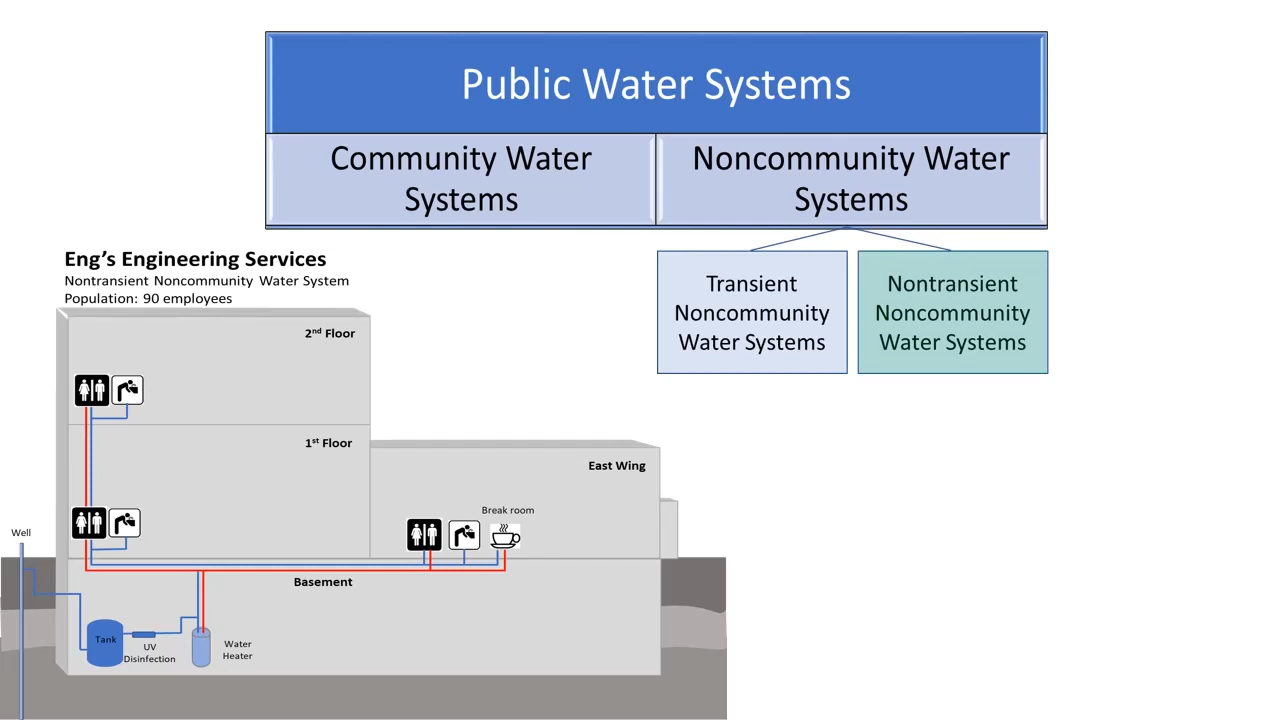 Public Water Systems
Community Water
Systems
Noncommunity Water
Systems
Transient
Noncommunity
Water Systems
Nontransient
Noncommunity
Water Systems
Eng’s Engineering Services
Nontransient Noncommunity Water System
Population: 90 employees
2nd Floor
1st Floor
East Wing
Break room
Well
Basement
Tank
UV
Disinfection
Water
Heater